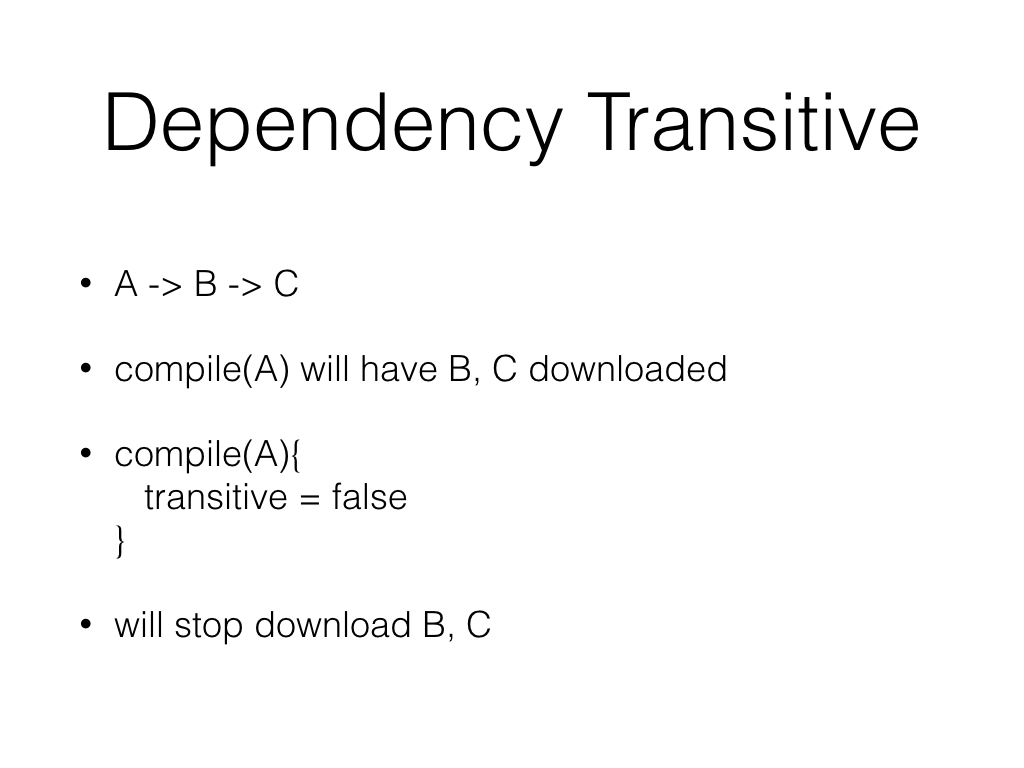 Dependency Transitive
• A -> B -> C
• compile(A) will have B, C downloaded
• compile(A){
transitive = false
}
• will stop download B, C